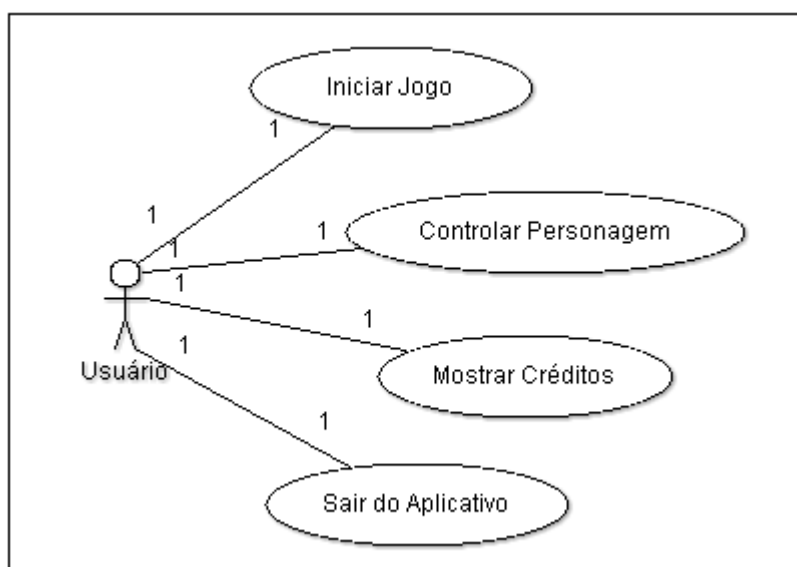 Iniciar Jogo
1
1
1
1
Controlar Personagem
1
1
Mostrar Créditos
1
Usuário
1
Sair do Aplicativo